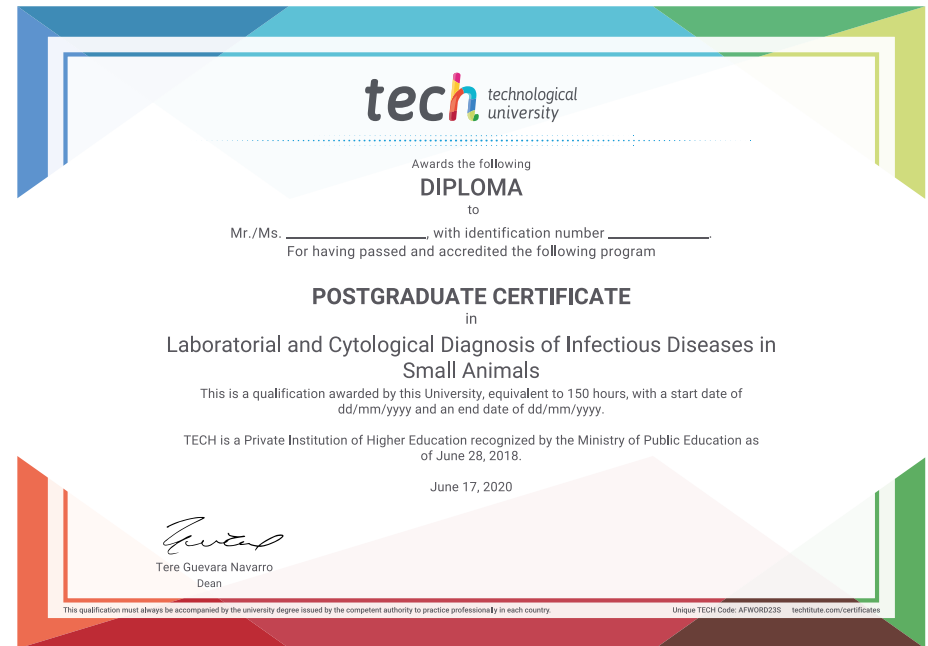 tech technological
university
Awards the following
DIPLOMA
to
Mr./Ms. ____________________, with identification number ______________.
For having passed and accredited the following program
POSTGRADUATE CERTIFICATE
in
Laboratorial and Cytological Diagnosis of Infectious Diseases in
Small Animals
This is a qualification awarded by this University, equivalent to 150 hours, with a start date of
dd/mm/yyyy and an end date of dd/mm/yyyy.
TECH is a Private Institution of Higher Education recognized by the Ministry of Public Education as
of June 28, 2018.
June 17, 2020
Tere Guevara Navarro
Dean
This qualification must always be accompanied by the university degree issued by the competent authority to practice professionally in each country.
Unique TECH Code: AFWORD23S techtitute.com/certificates